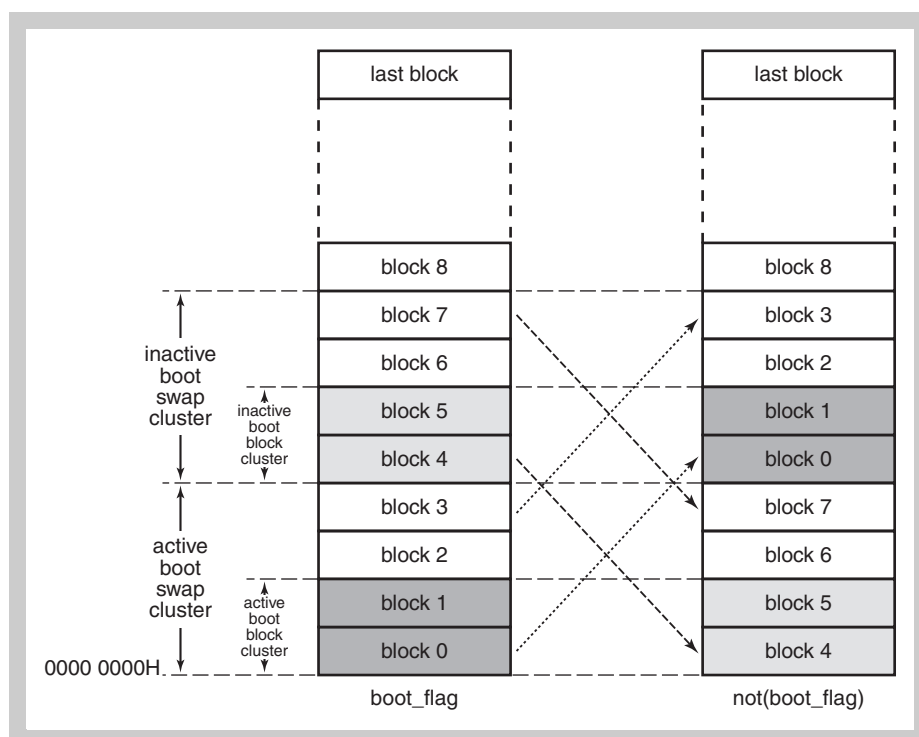 last block
last block
block 8
block 8
block 7
block 3
inactive
boot
swap
cluster
block 6
block 2
inactive
boot
block
cluster
block 5
block 1
block 4
block 0
block 3
block 7
active
boot
swap
cluster
block 2
block 6
active
boot
block
cluster
block 1
block 5
block 0
block 4
0000 0000H
boot_flag
not(boot_flag)